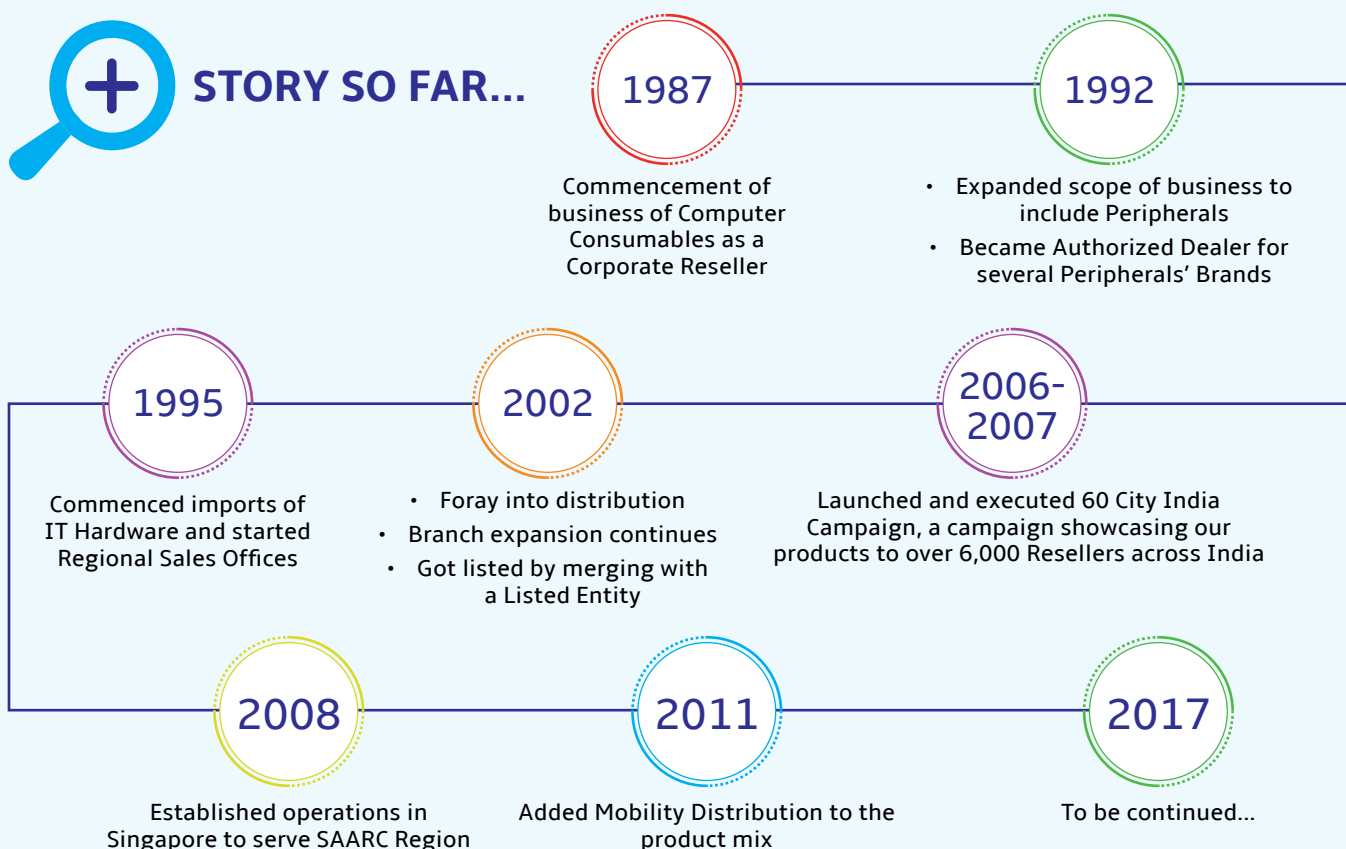 STORY SO FAR...
1987
Commencement of
business of Computer
Consumables as a
Corporate Reseller
1992
• Expanded scope of business to
include Peripherals
• Became Authorized Dealer for
several Peripherals’ Brands
1995
Commenced imports of
IT Hardware and started
Regional Sales Offices
2002
• Foray into distribution
• Branch expansion continues
• Got listed by merging with
a Listed Entity
2006-
2007
Launched and executed 60 City India
Campaign, a campaign showcasing our
products to over 6,000 Resellers across India
2008
Established operations in
Singapore to serve SAARC Region
2011
Added Mobility Distribution to the
product mix
2017
To be continued...